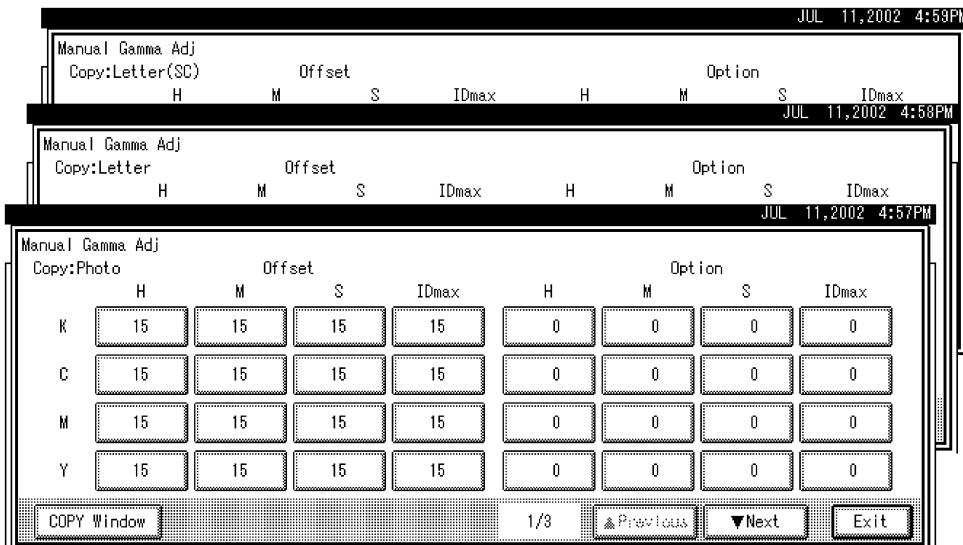 JUL 11,2002 4:59PM
Manual Gamma Adj
Copy:Letter(SC) Offset Option
H M S IDmax H M S IDmax
JUL 11,2002 4:58PM
Manual Gamma Adj
Copy:Letter Offset Option
H M S IDmax H M S IDmax
JUL 11,2002 4:57PM
Manual Gamma Adj
Copy:Photo Offset Option
H M S IDmax H M S IDmax
K 15 15 15 15 0 0 0 0
C 15 15 15 15 0 0 0 0
M 15 15 15 15 0 0 0 0
Y 15 15 15 15 0 0 0 0
COPY Window 1/3 ▲Previous ▼Next Exit